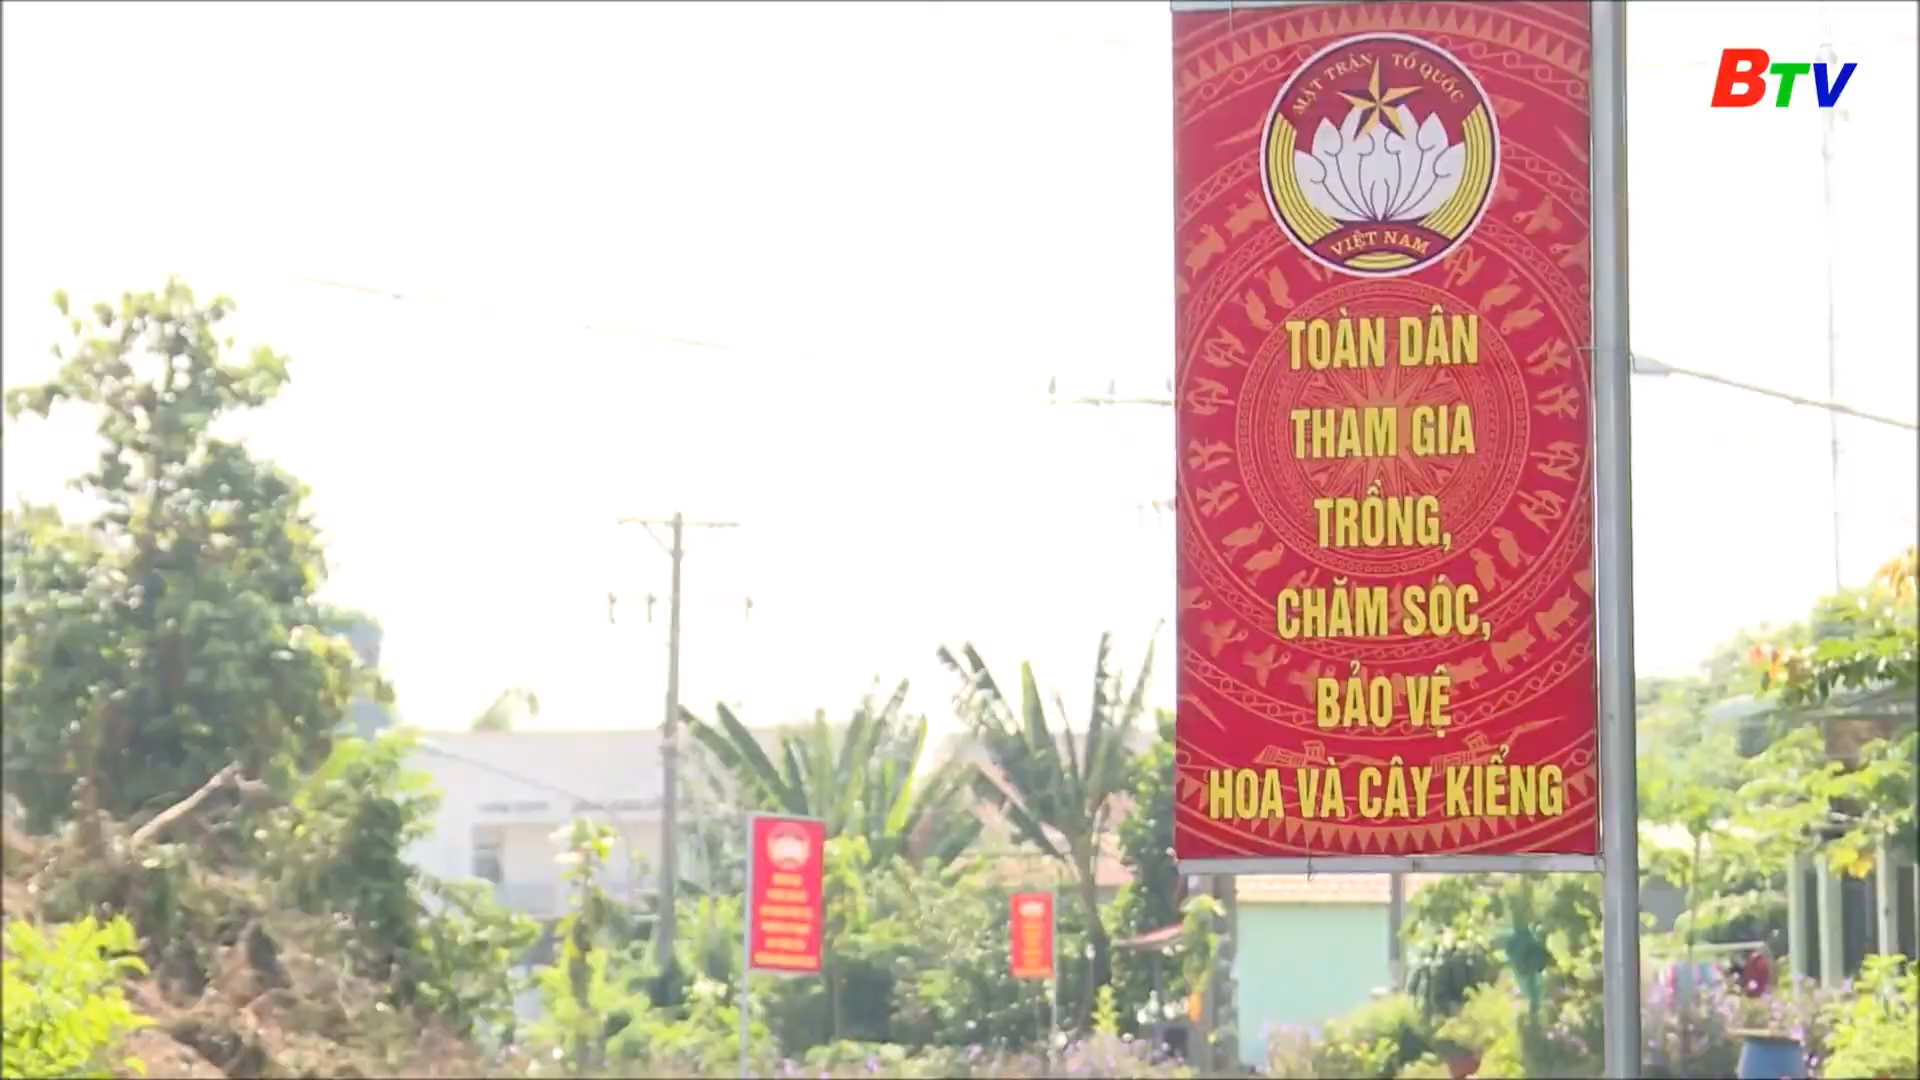 BTV
MẶT TRẬN TỔ QUỐC
VIỆT NAM
TOÀN DÂN
THAM GIA
TRỒNG,
CHĂM SÓC,
BẢO VỆ
HOA VÀ CÂY KIỂNG